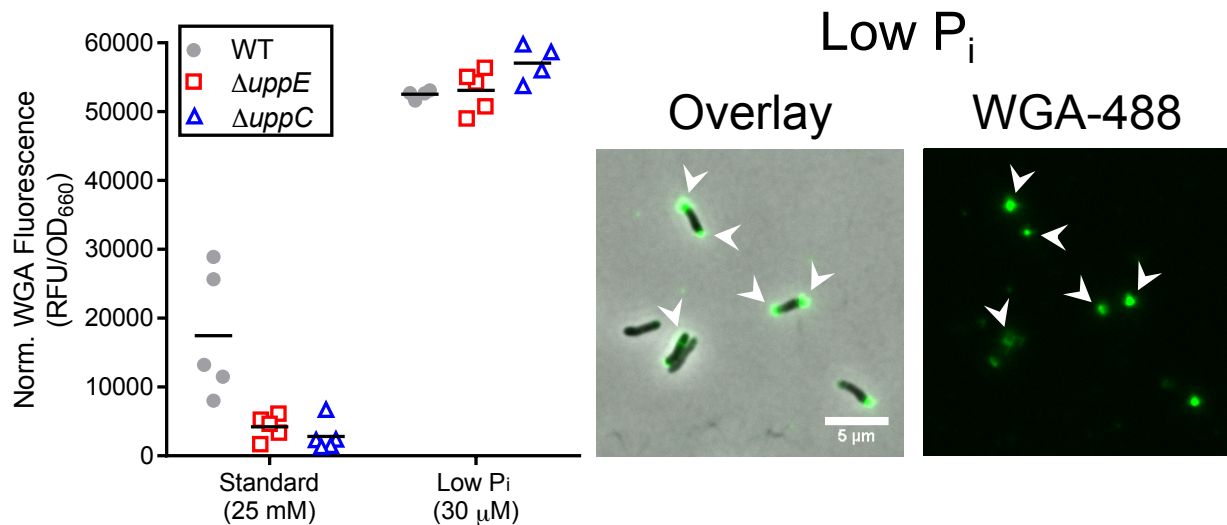 Norm. WGA Fluorescence
(RFU/OD660)
60000
50000
40000
30000
20000
10000
0
WT
ΔuppE
ΔuppC
Standard
(25 mM)
Low Pi
(30 μM)
Low Pi
Overlay
WGA-488
5 µm